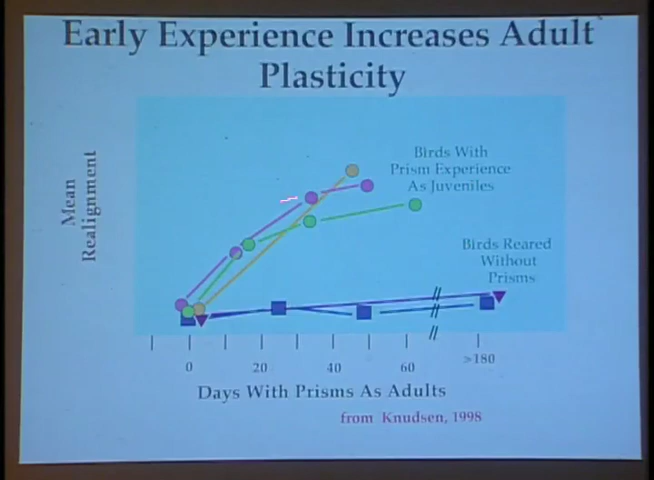 Early Experience Increases Adult
Plasticity
Mean
Realignment
Birds With
Prism Experience
As Juveniles
Birds Reared
Without
Prisms
0
20
40
60
>180
Days With Prisms As Adults
from Knudsen, 1998